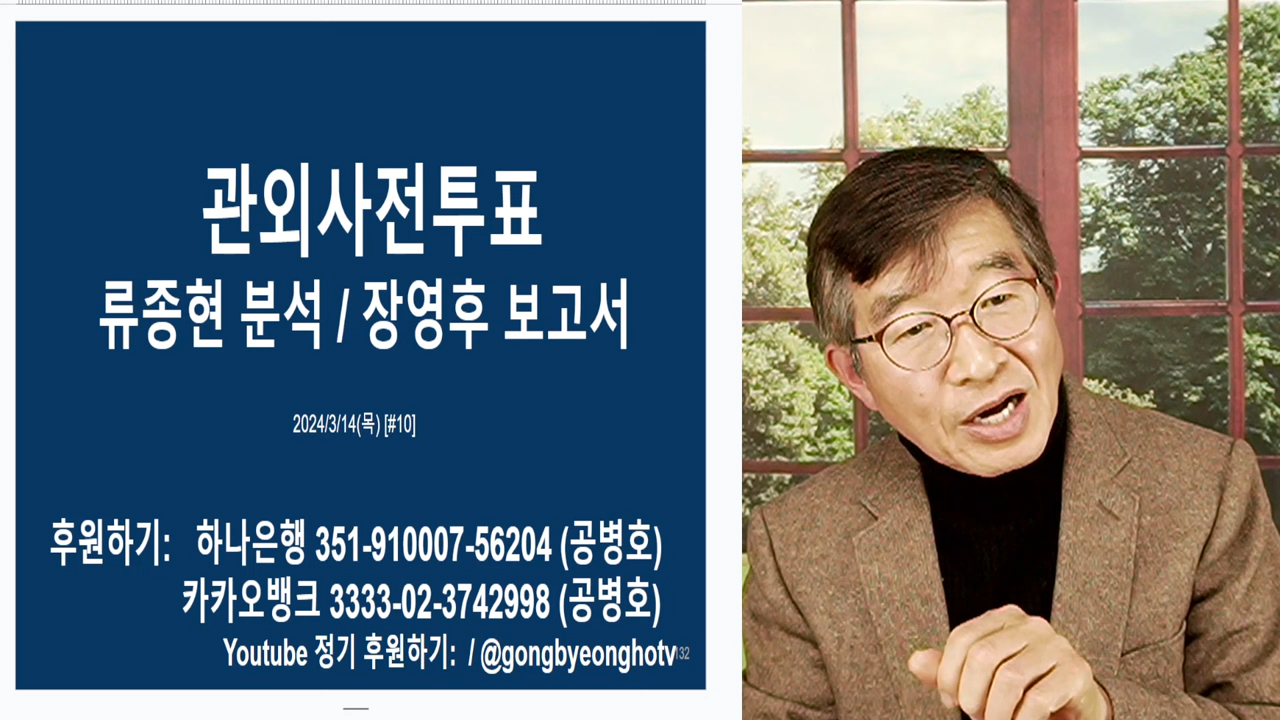 관외사전투표
류종현 분석 / 장영후 보고서
2024/3/14(목) [#10]
후원하기: 하나은행 351-910007-56204 (공병호)
카카오뱅크 3333-02-3742998 (공병호)
Youtube 정기 후원하기: / @gongbyeonghotv
132